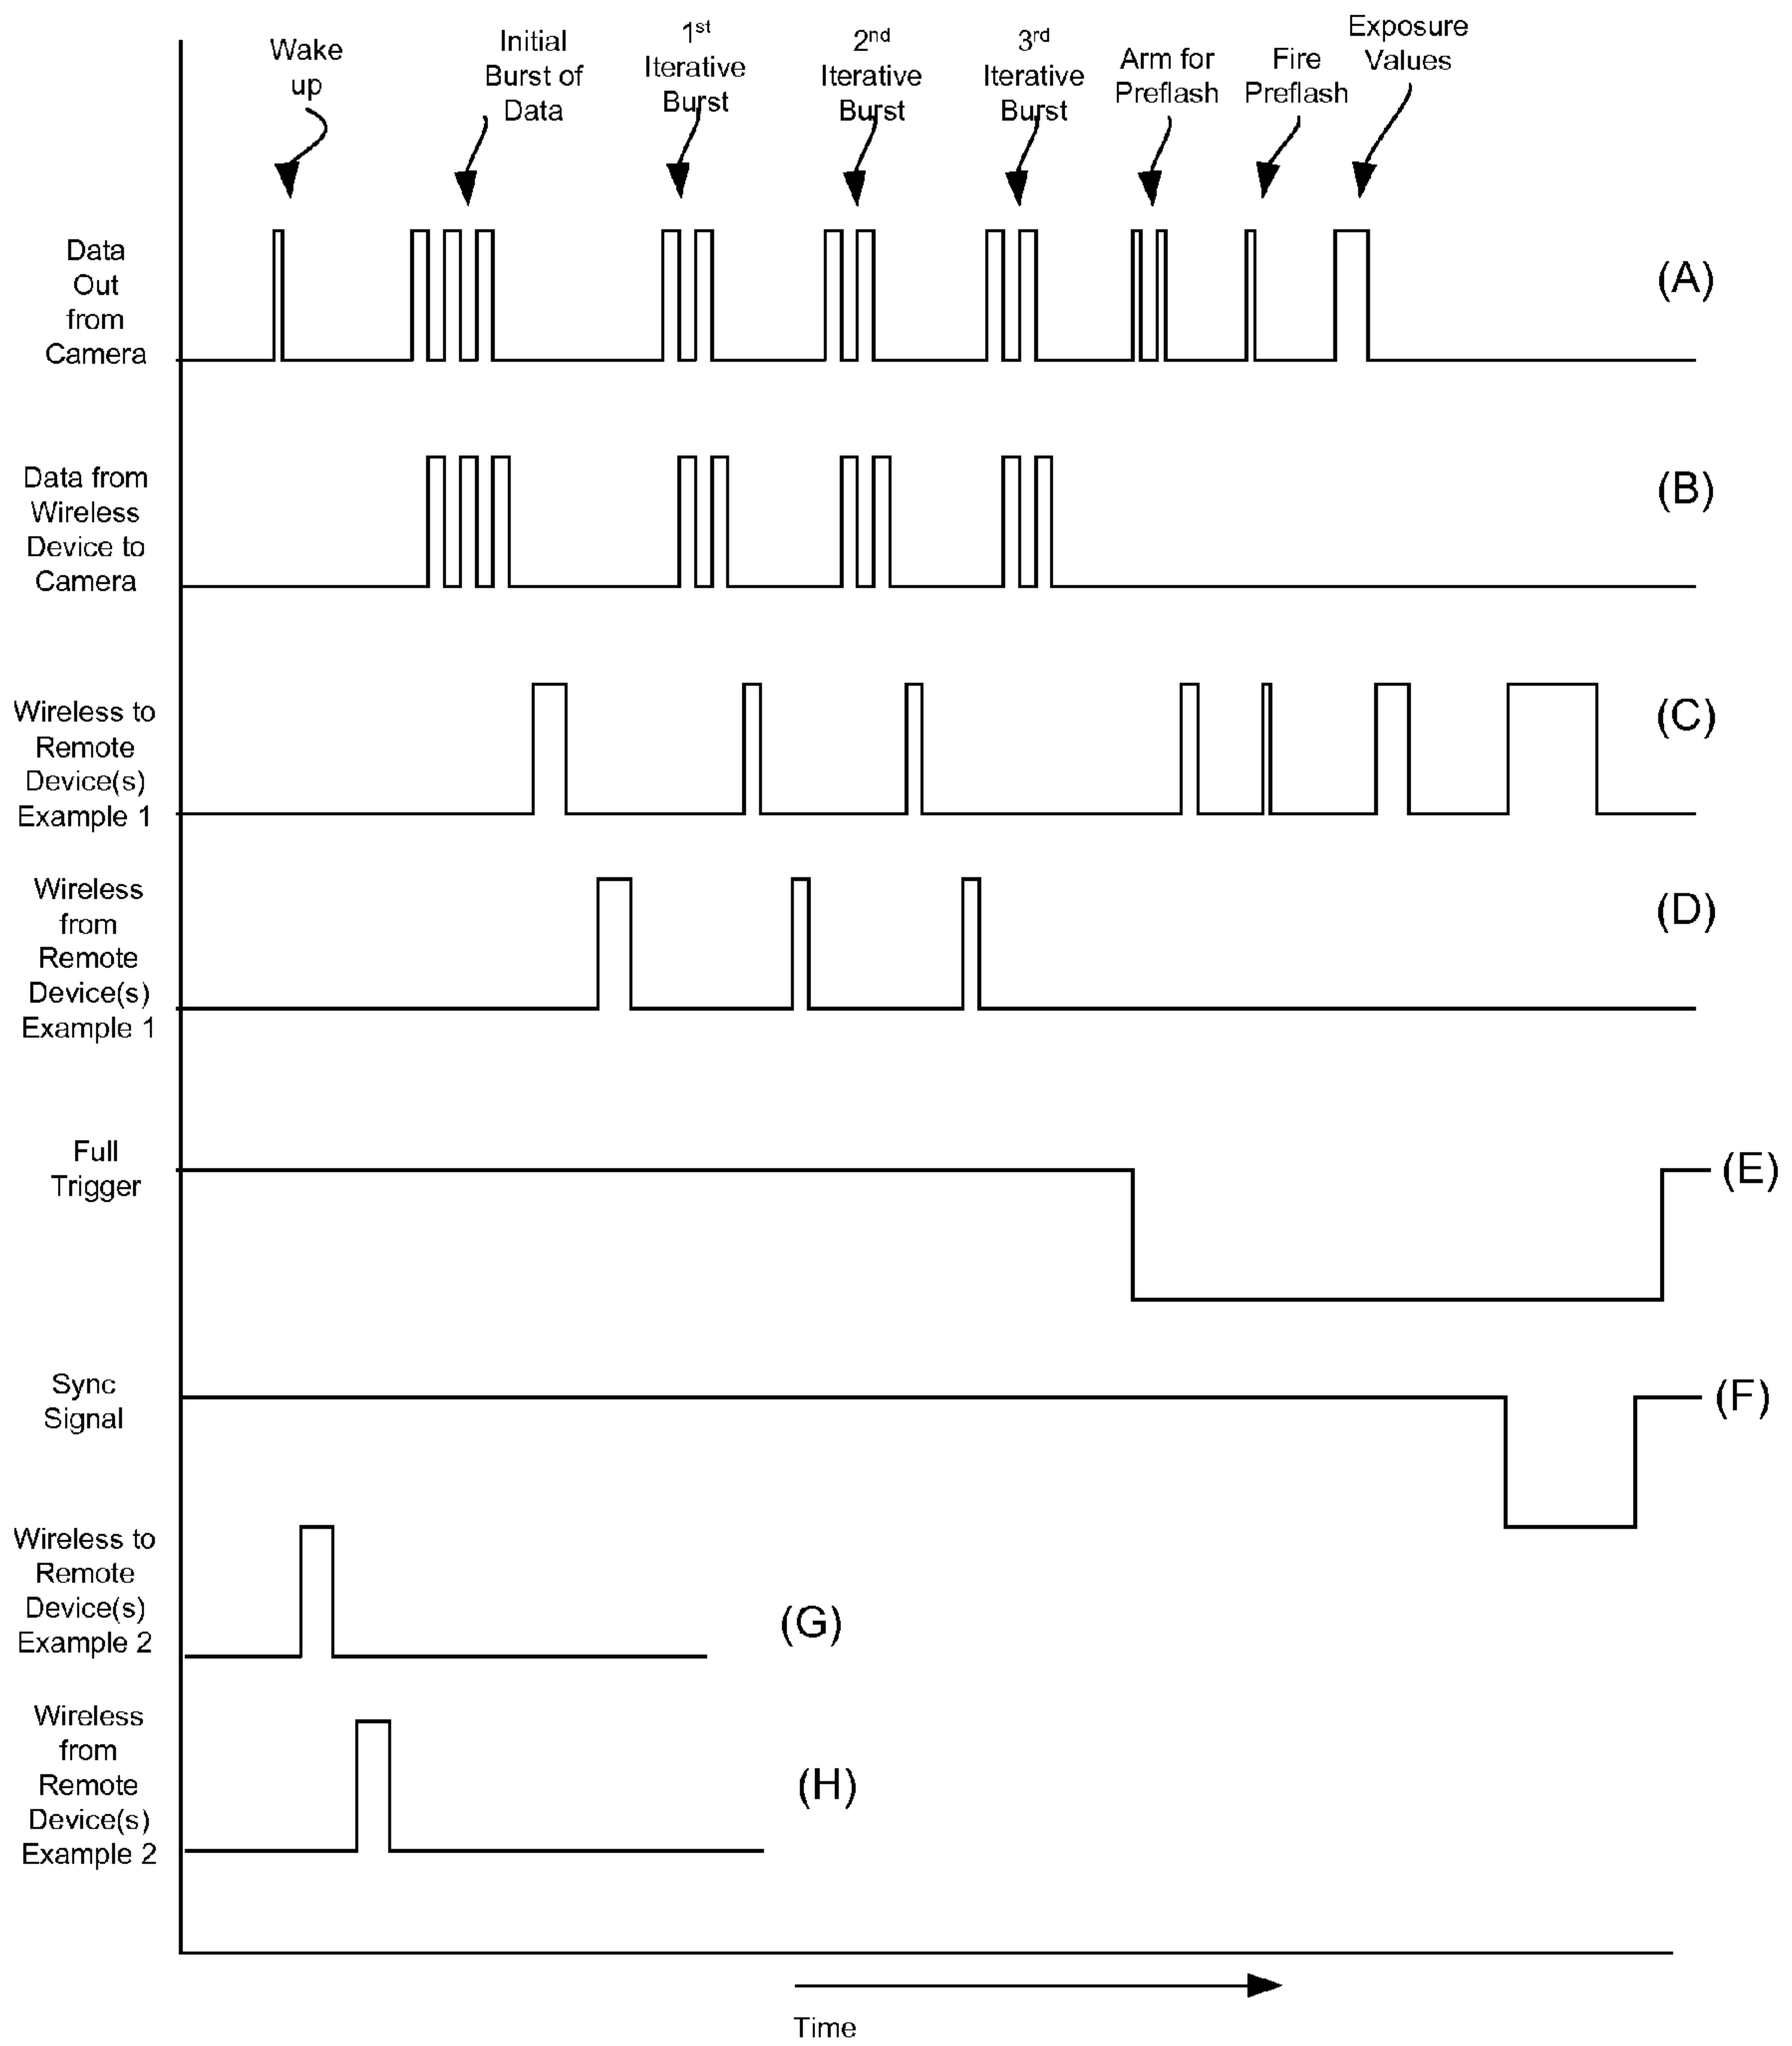 Wake
up
Initial
Burst of
Data
1st
Iterative
Burst
2nd
Iterative
Burst
3rd
Iterative
Burst
Arm for
Preflash
Fire
Preflash
Exposure
Values
Data
Out
from
Camera
(A)
Data from
Wireless
Device to
Camera
(B)
Wireless to
Remote
Device(s)
Example 1
(C)
Wireless
from
Remote
Device(s)
Example 1
(D)
Full
Trigger
(E)
Sync
Signal
(F)
Wireless to
Remote
Device(s)
Example 2
(G)
Wireless
from
Remote
Device(s)
Example 2
(H)
Time